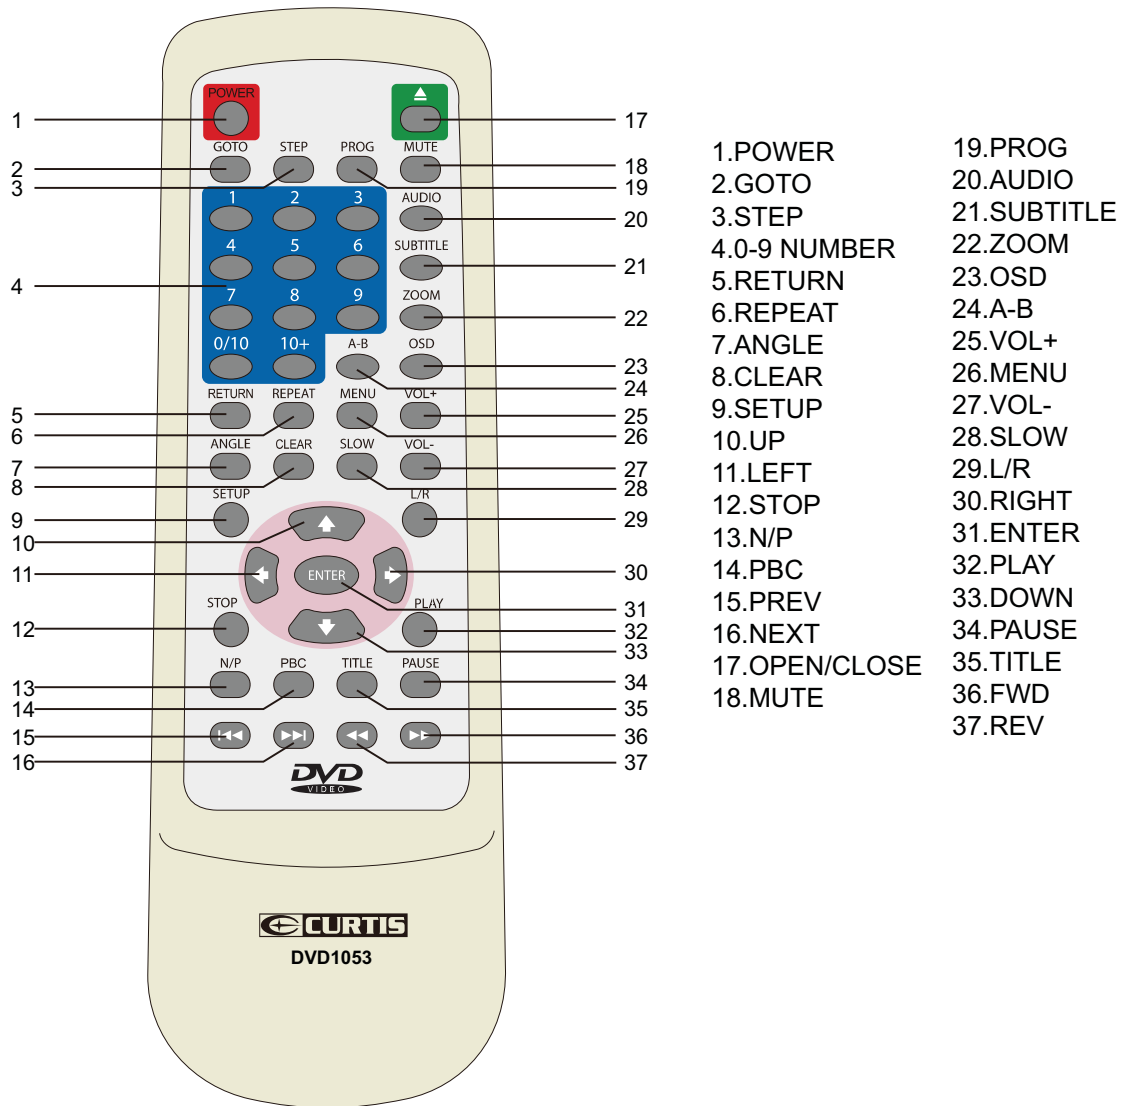 POWER
1
17
GOTO STEP PROG MUTE
2
18
3
19
1 2 3 AUDIO
20
4 5 6 SUBTITLE
21
4
7 8 9 ZOOM
22
0/10 10+ A-B OSD
23
24
RETURN REPEAT MENU VOL+
5
25
6
26
ANGLE CLEAR SLOW VOL-
7
27
8
28
SETUP L/R
9
29
10
ENTER
11
30
STOP PLAY
31
12
32
33
N/P PBC TITLE PAUSE
13
34
14
35
15
36
16
37
DVD
VIDEO
CURTIS
DVD1053
1.POWER
2.GOTO
3.STEP
4.0-9 NUMBER
5.RETURN
6.REPEAT
7.ANGLE
8.CLEAR
9.SETUP
10.UP
11.LEFT
12.STOP
13.N/P
14.PBC
15.PREV
16.NEXT
17.OPEN/CLOSE
18.MUTE
19.PROG
20.AUDIO
21.SUBTITLE
22.ZOOM
23.OSD
24.A-B
25.VOL+
26.MENU
27.VOL-
28.SLOW
29.L/R
30.RIGHT
31.ENTER
32.PLAY
33.DOWN
34.PAUSE
35.TITLE
36.FWD
37.REV